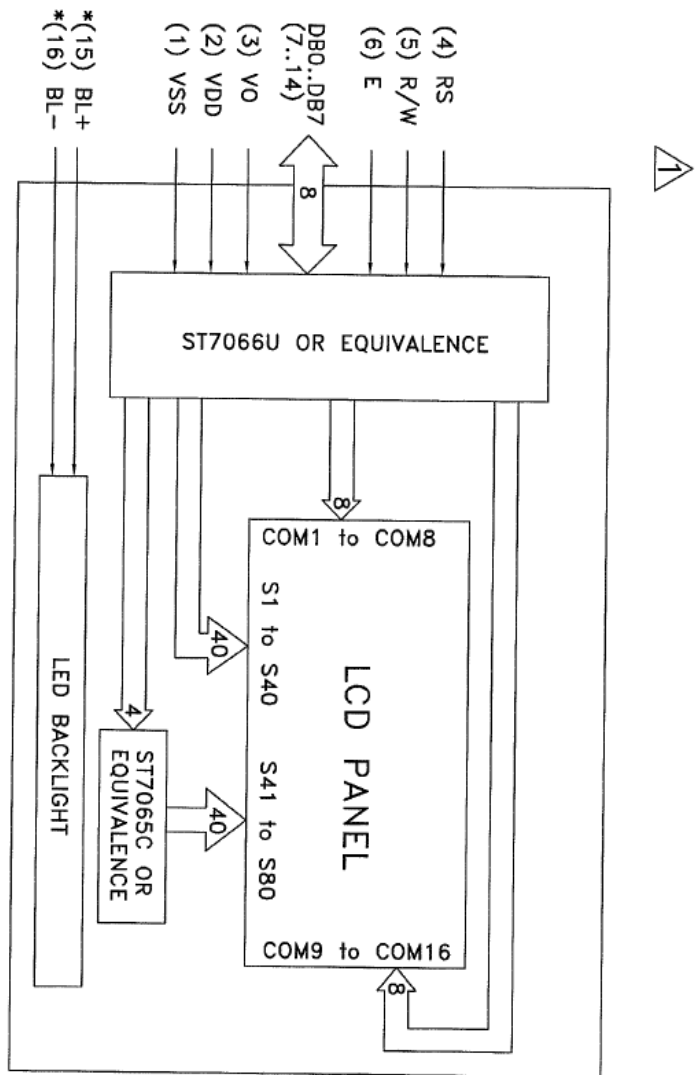 1
(4) RS
(5) R/W
(6) E
DB0..DB7
(7..14)
(3) VO
(2) VDD
(1) VSS
*(15) BL+
*(16) BL-
8
ST7066U OR EQUIVALENCE
8
COM1 to COM8
S1 to S40
S41 to S80
LCD PANEL
COM9 to COM16
8
40
40
4
ST7065C OR
EQUIVALENCE
LED BACKLIGHT